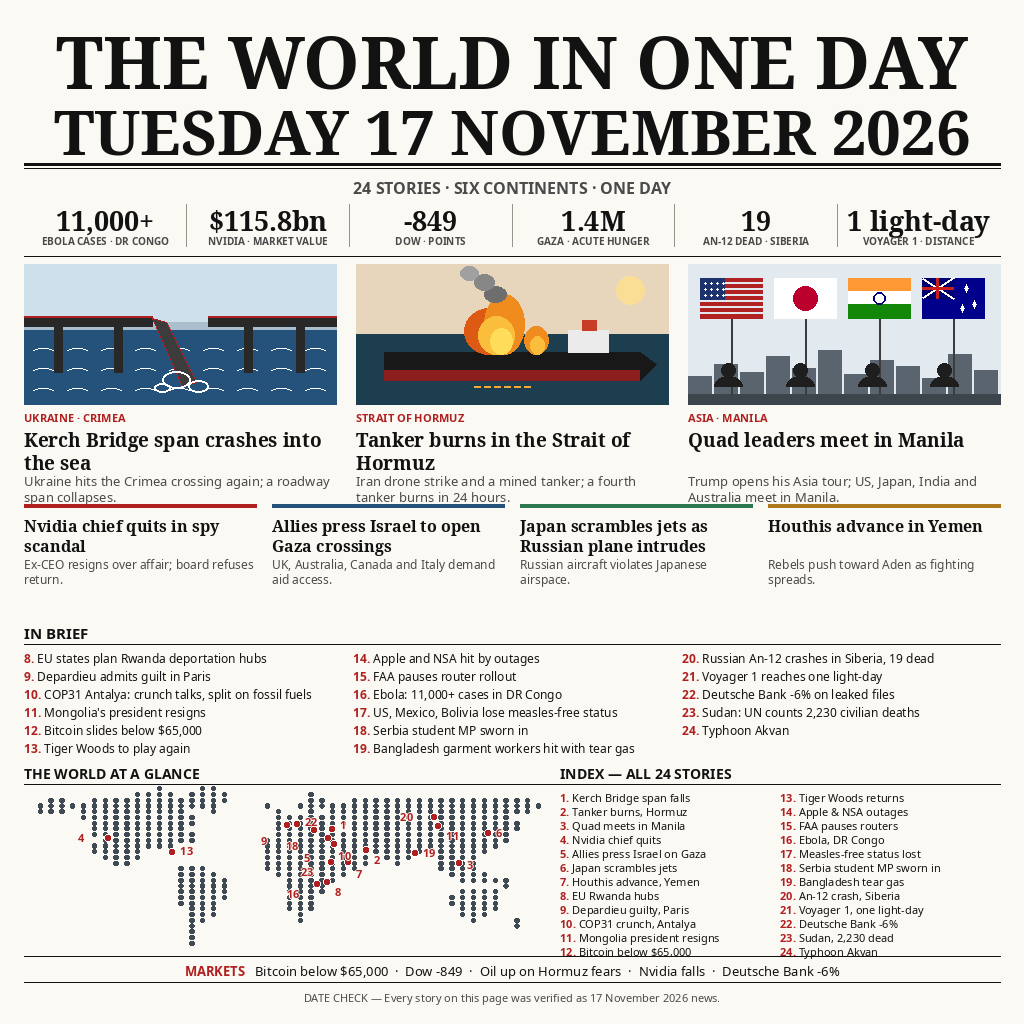 THE WORLD IN ONE DAY
TUESDAY 17 NOVEMBER 2026
24 STORIES · SIX CONTINENTS · ONE DAY
11,000+
EBOLA CASES · DR CONGO
$115.8bn
NVIDIA · MARKET VALUE
-849
DOW · POINTS
1.4M
GAZA · ACUTE HUNGER
19
AN-12 DEAD · SIBERIA
1 light-day
VOYAGER 1 · DISTANCE
UKRAINE · CRIMEA
Kerch Bridge span crashes into
the sea
Ukraine hits the Crimea crossing again; a roadway
span collapses.
STRAIT OF HORMUZ
Tanker burns in the Strait of
Hormuz
Iran drone strike and a mined tanker; a fourth
tanker burns in 24 hours.
ASIA · MANILA
Quad leaders meet in Manila
Trump opens his Asia tour; US, Japan, India and
Australia meet in Manila.
Nvidia chief quits in spy
scandal
Ex-CEO resigns over affair; board refuses
return.
Allies press Israel to open
Gaza crossings
UK, Australia, Canada and Italy demand
aid access.
Japan scrambles jets as
Russian plane intrudes
Russian aircraft violates Japanese
airspace.
Houthis advance in Yemen
Rebels push toward Aden as fighting
spreads.
IN BRIEF
8. EU states plan Rwanda deportation hubs
9. Depardieu admits guilt in Paris
10. COP31 Antalya: crunch talks, split on fossil fuels
11. Mongolia's president resigns
12. Bitcoin slides below $65,000
13. Tiger Woods to play again
14. Apple and NSA hit by outages
15. FAA pauses router rollout
16. Ebola: 11,000+ cases in DR Congo
17. US, Mexico, Bolivia lose measles-free status
18. Serbia student MP sworn in
19. Bangladesh garment workers hit with tear gas
20. Russian An-12 crashes in Siberia, 19 dead
21. Voyager 1 reaches one light-day
22. Deutsche Bank -6% on leaked files
23. Sudan: UN counts 2,230 civilian deaths
24. Typhoon Akvan
THE WORLD AT A GLANCE
4
13
9
22
18
1
5
10
23
16
8
7
2
20
11
19
3
6
INDEX — ALL 24 STORIES
1. Kerch Bridge span falls
2. Tanker burns, Hormuz
3. Quad meets in Manila
4. Nvidia chief quits
5. Allies press Israel on Gaza
6. Japan scrambles jets
7. Houthis advance, Yemen
8. EU Rwanda hubs
9. Depardieu guilty, Paris
10. COP31 crunch, Antalya
11. Mongolia president resigns
12. Bitcoin below $65,000
13. Tiger Woods returns
14. Apple & NSA outages
15. FAA pauses routers
16. Ebola, DR Congo
17. Measles-free status lost
18. Serbia student MP sworn in
19. Bangladesh tear gas
20. An-12 crash, Siberia
21. Voyager 1, one light-day
22. Deutsche Bank -6%
23. Sudan, 2,230 dead
24. Typhoon Akvan
MARKETS Bitcoin below $65,000 · Dow -849 · Oil up on Hormuz fears · Nvidia falls · Deutsche Bank -6%
DATE CHECK — Every story on this page was verified as 17 November 2026 news.